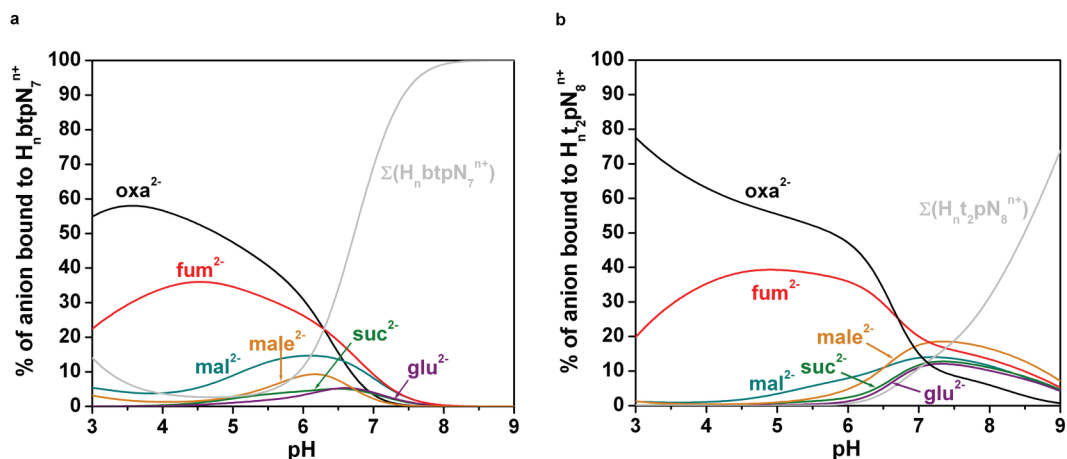 a
% of anion bound to HₙbtpN₇ⁿ⁺
100
90
80
70
60
50
40
30
20
10
0
oxa²⁻
fum²⁻
mal²⁻
male²⁻
suc²⁻
glu²⁻
Σ(HₙbtpN₇ⁿ⁺)
3 4 5 6 7 8 9
pH
b
% of anion bound to Hₙt₂pN₈ⁿ⁺
100
90
80
70
60
50
40
30
20
10
0
oxa²⁻
fum²⁻
mal²⁻
male²⁻
suc²⁻
glu²⁻
Σ(Hₙt₂pN₈ⁿ⁺)
3 4 5 6 7 8 9
pH